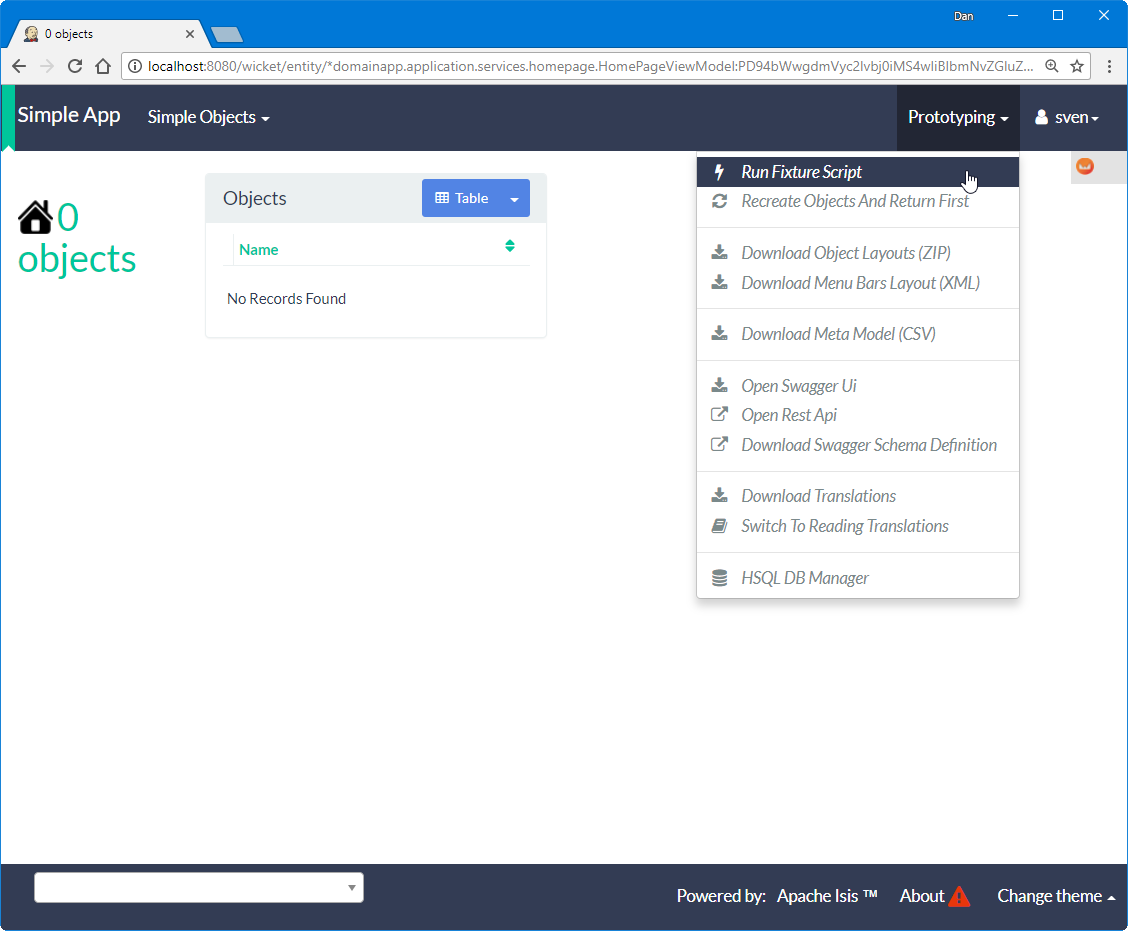 Dan
0 objects
localhost:8080/wicket/entity/*domainapp.application.services.homepage.HomePageViewModel:PD94bWwgdmVyc2lvbj0iMS4wIiBlbmNvZGluZ...
Simple App
Simple Objects
Prototyping
sven
0
objects
Objects
Table
Name
No Records Found
Run Fixture Script
Recreate Objects And Return First
Download Object Layouts (ZIP)
Download Menu Bars Layout (XML)
Download Meta Model (CSV)
Open Swagger Ui
Open Rest Api
Download Swagger Schema Definition
Download Translations
Switch To Reading Translations
HSQL DB Manager
Powered by: Apache Isis ™ About Change theme